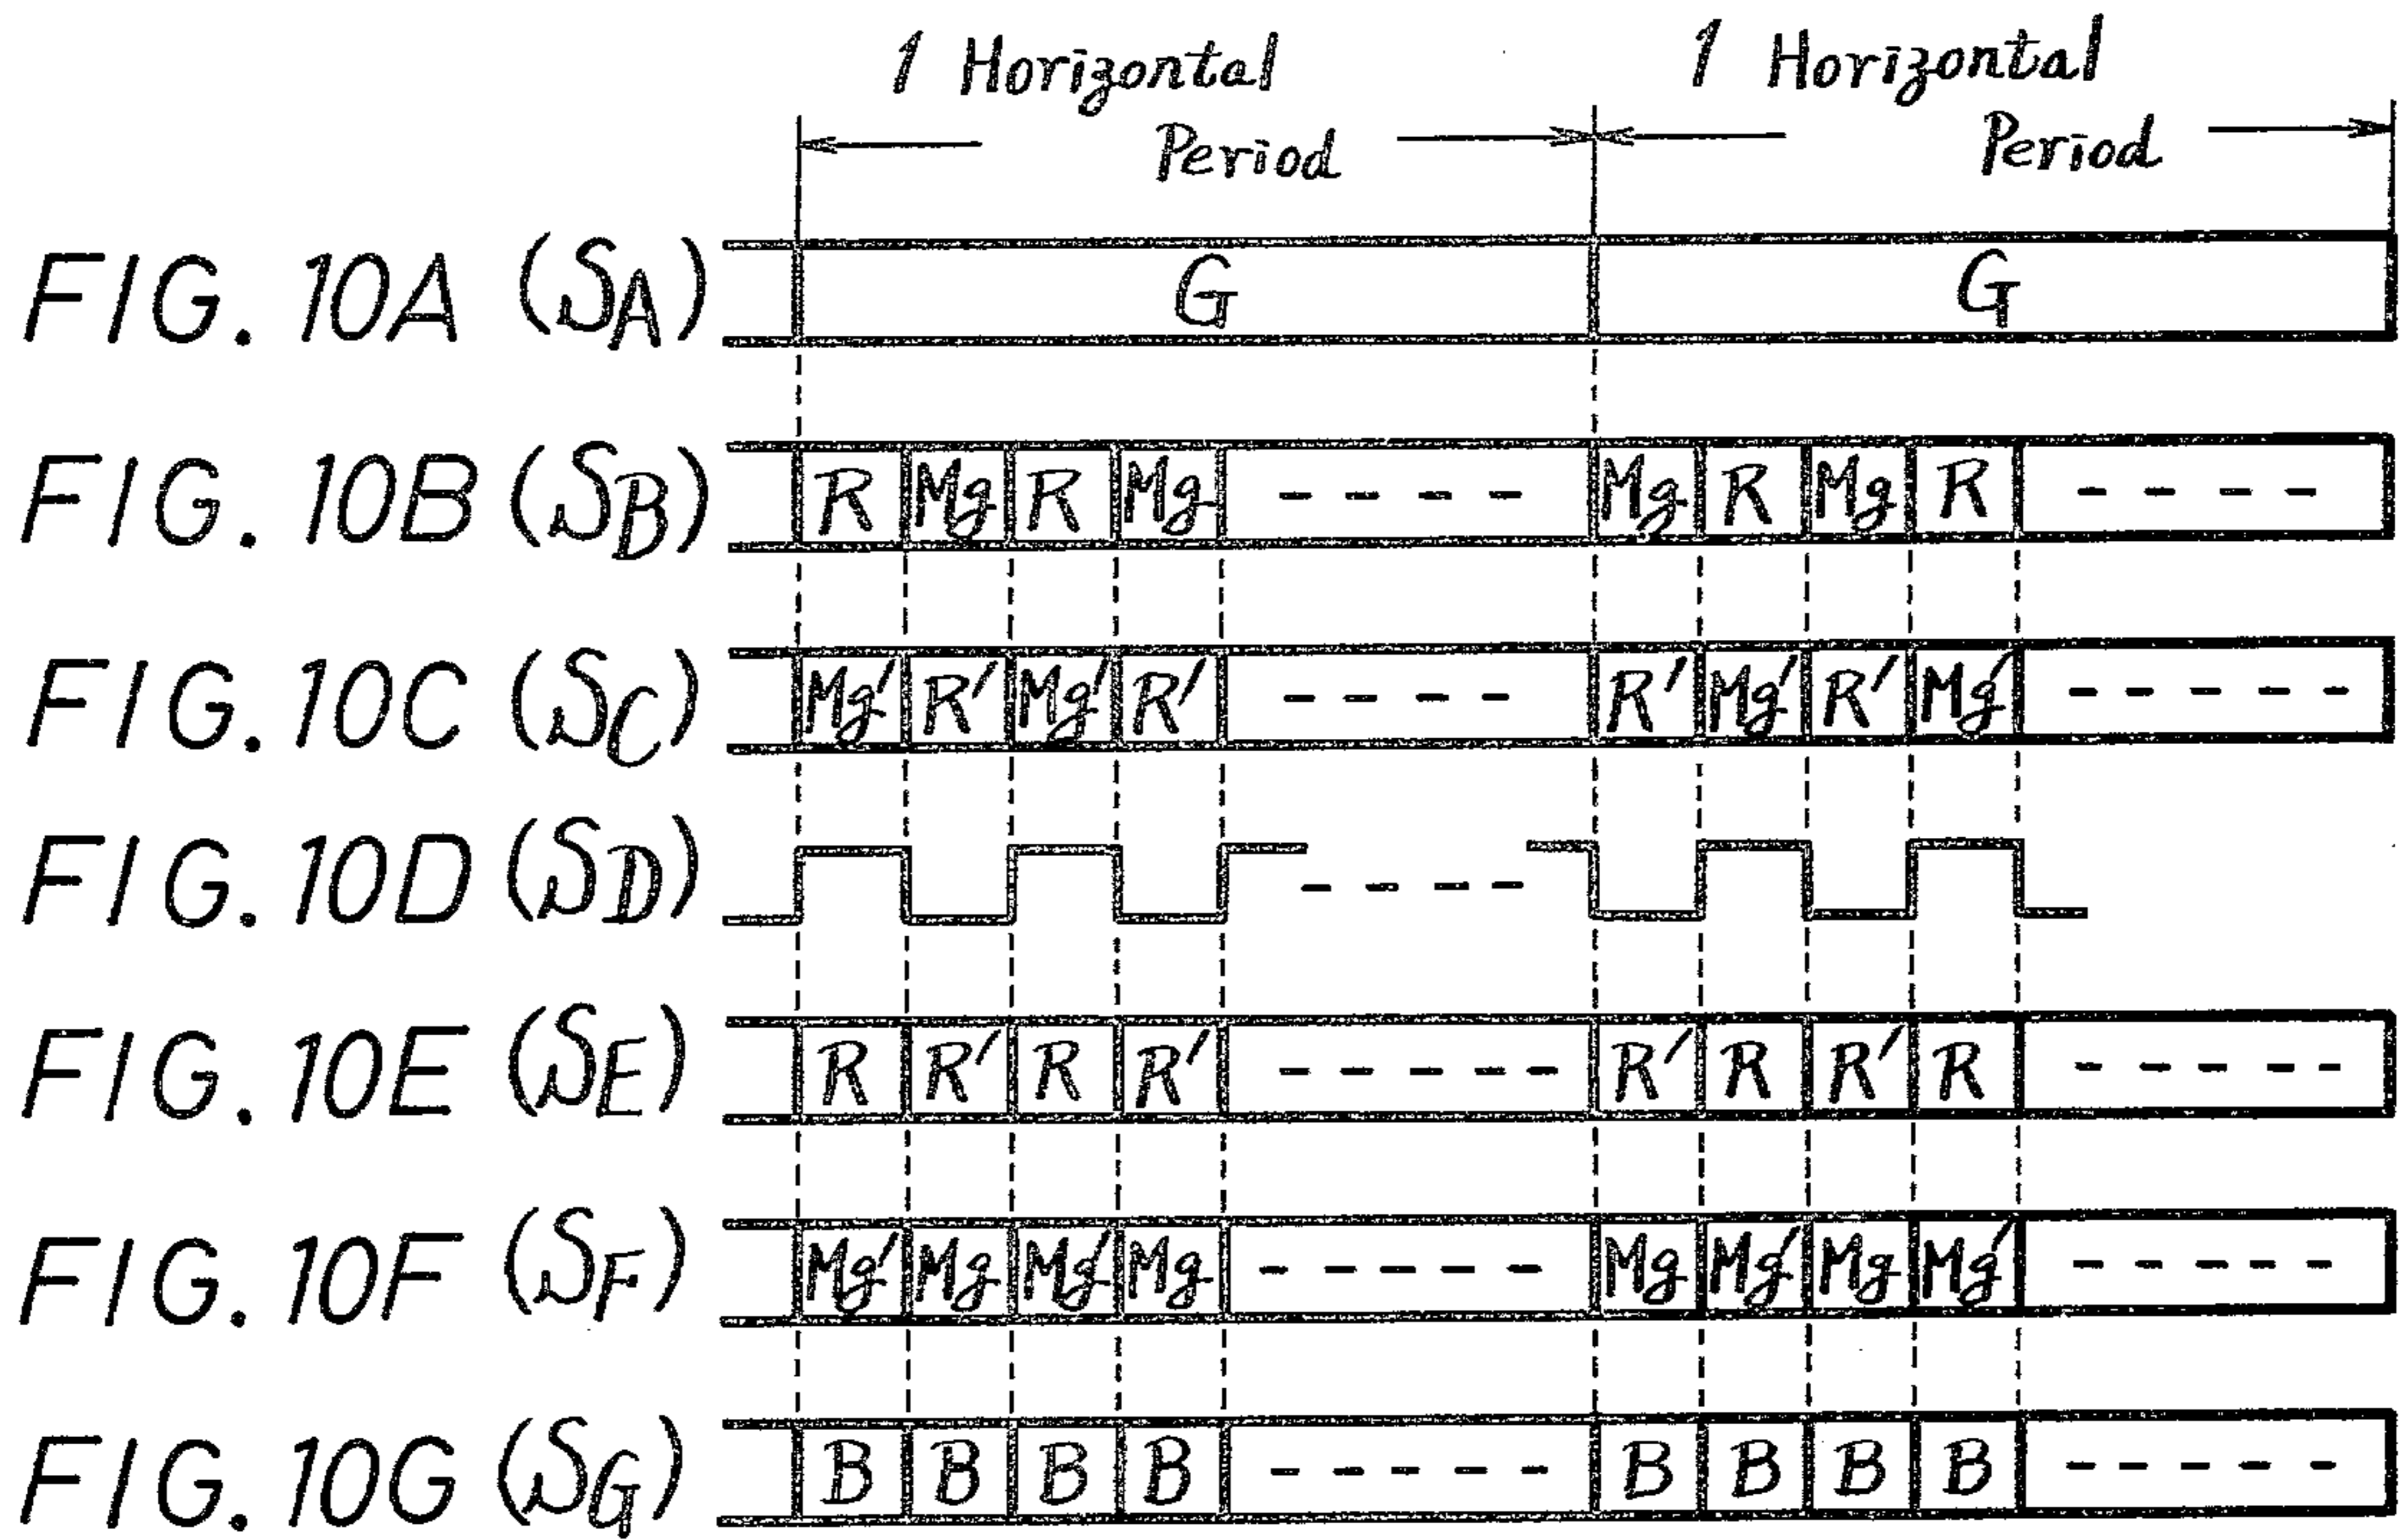 1 Horizontal Period 1 Horizontal Period
FIG. 10A (SA) G G
FIG. 10B (SB) R Mg R Mg ---- Mg R Mg R ----
FIG. 10C (SC) Mg' R' Mg' R' ---- R' Mg' R' Mg' -----
FIG. 10D (SD) ----
FIG. 10E (SE) R R' R R' ----- R' R R' R -----
FIG. 10F (SF) Mg' Mg Mg' Mg ----- Mg Mg' Mg Mg' -----
FIG. 10G (SG) B B B B ----- B B B B -----